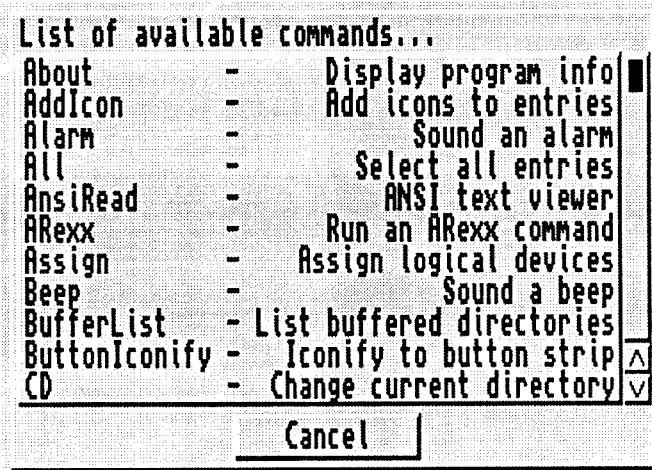 List of available commands...
About - Display program info
AddIcon - Add icons to entries
Alarm - Sound an alarm
All - Select all entries
AnsiRead - ANSI text viewer
ARexx - Run an ARexx command
Assign - Assign logical devices
Beep - Sound a beep
BufferList - List buffered directories
ButtonIconify - Iconify to button strip
CD - Change current directory
Cancel